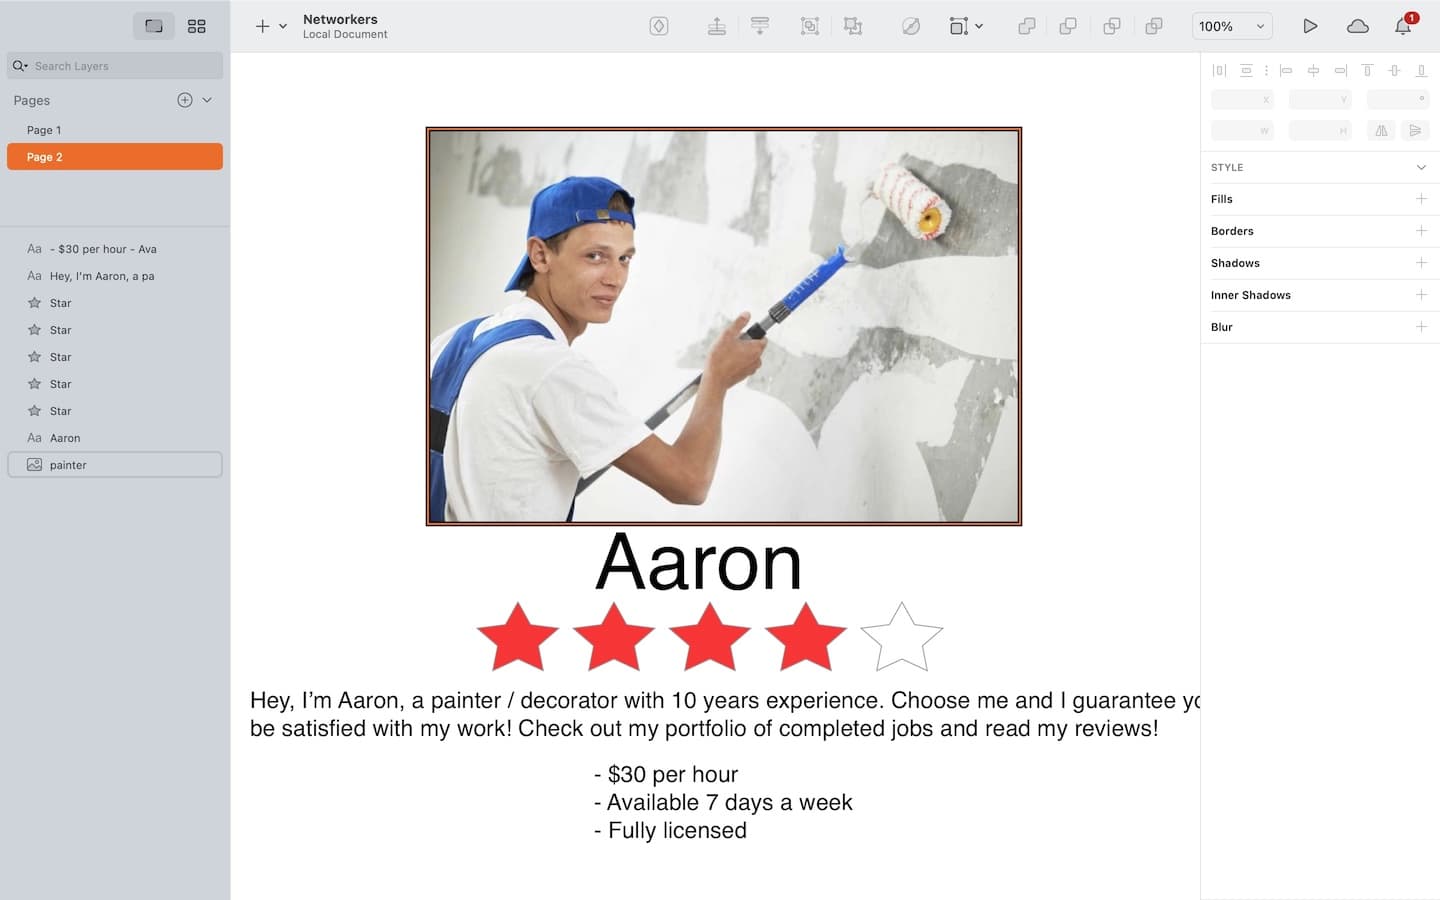 Networkers
Local Document
100%
1
Search Layers
Pages
Page 1
Page 2
Aa - $30 per hour - Ava
Aa Hey, I'm Aaron, a pa
Star
Star
Star
Star
Star
Aa Aaron
painter
Aaron
Hey, I’m Aaron, a painter / decorator with 10 years experience. Choose me and I guarantee yo
be satisfied with my work! Check out my portfolio of completed jobs and read my reviews!
- $30 per hour
- Available 7 days a week
- Fully licensed
X Y °
W H
STYLE
Fills
Borders
Shadows
Inner Shadows
Blur